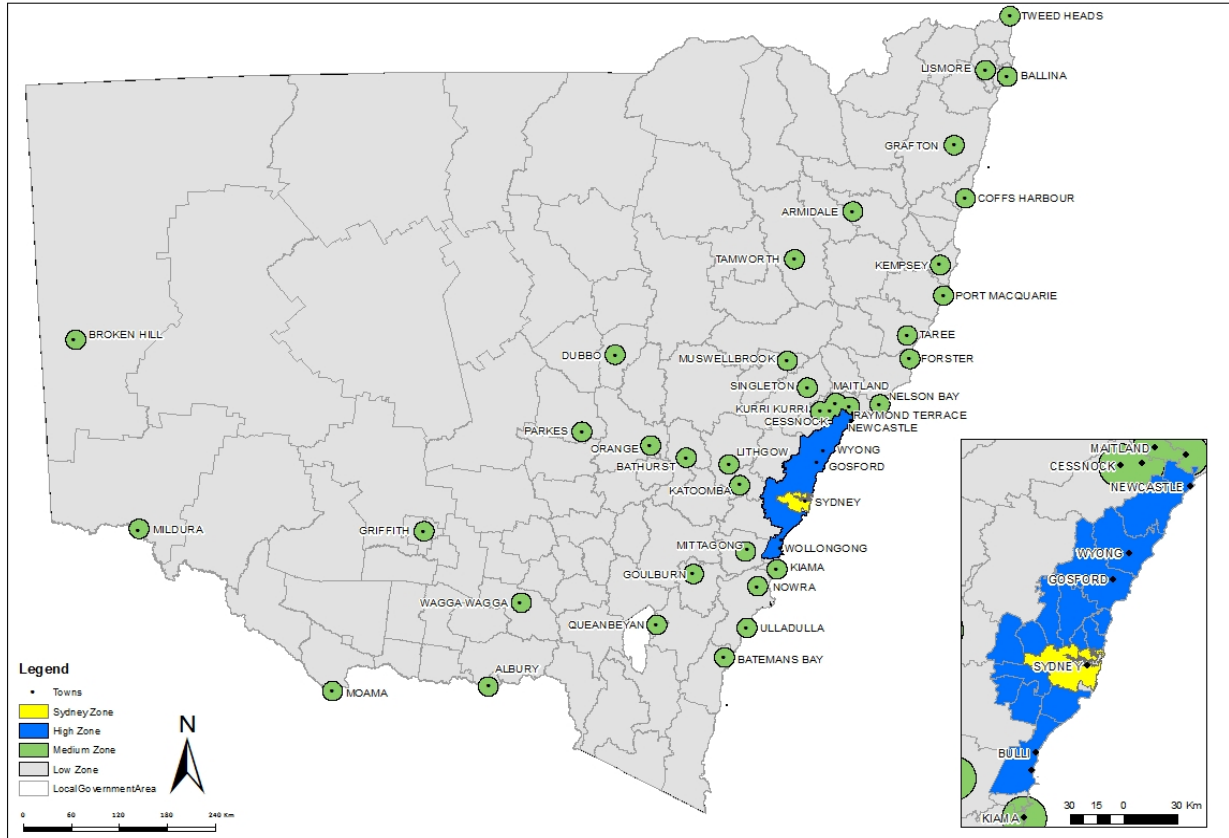 TWEED HEADS
LISMORE
BALLINA
GRAFTON
COFFS HARBOUR
ARMIDALE
TAMWORTH
KEMPSEY
PORT MACQUARIE
BROKEN HILL
TAREE
DUBBO
MUSWELLBROOK
FORSTER
SINGLETON
MAITLAND
NELSON BAY
KURRI KURRI
RAYMOND TERRACE
CESSNOCK
NEWCASTLE
PARKES
ORANGE
LITHGOW
WYONG
BATHURST
GOSFORD
KATOOMBA
SYDNEY
MILDURA
GRIFFITH
MITTAGONG
WOLLONGONG
KIAMA
GOULBURN
NOWRA
WAGGA WAGGA
QUEANBEYAN
ULLADULLA
BATEMANS BAY
ALBURY
MOAMA
Legend
Towns
Sydney Zone
High Zone
Medium Zone
Low Zone
LocalGovernmentArea
N
0 60 120 180 240 Km
MAITLAND
CESSNOCK
NEWCASTLE
WYONG
GOSFORD
SYDNEY
BULLI
KIAMA
30 15 0 30 Km